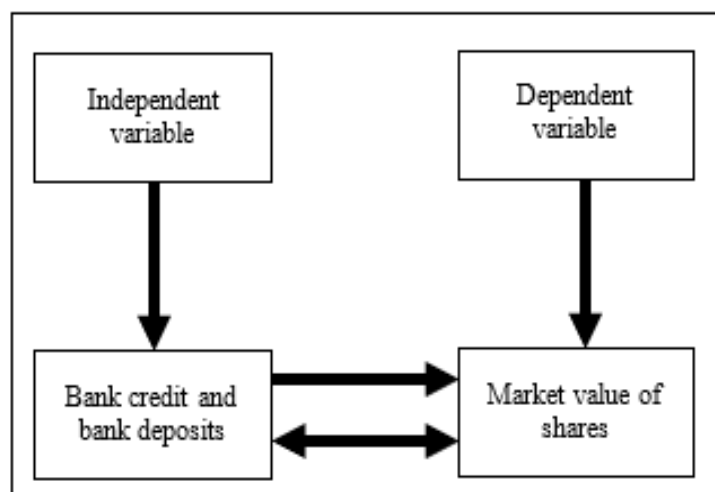 Independent
variable
Dependent
variable
Bank credit and
bank deposits
Market value of
shares